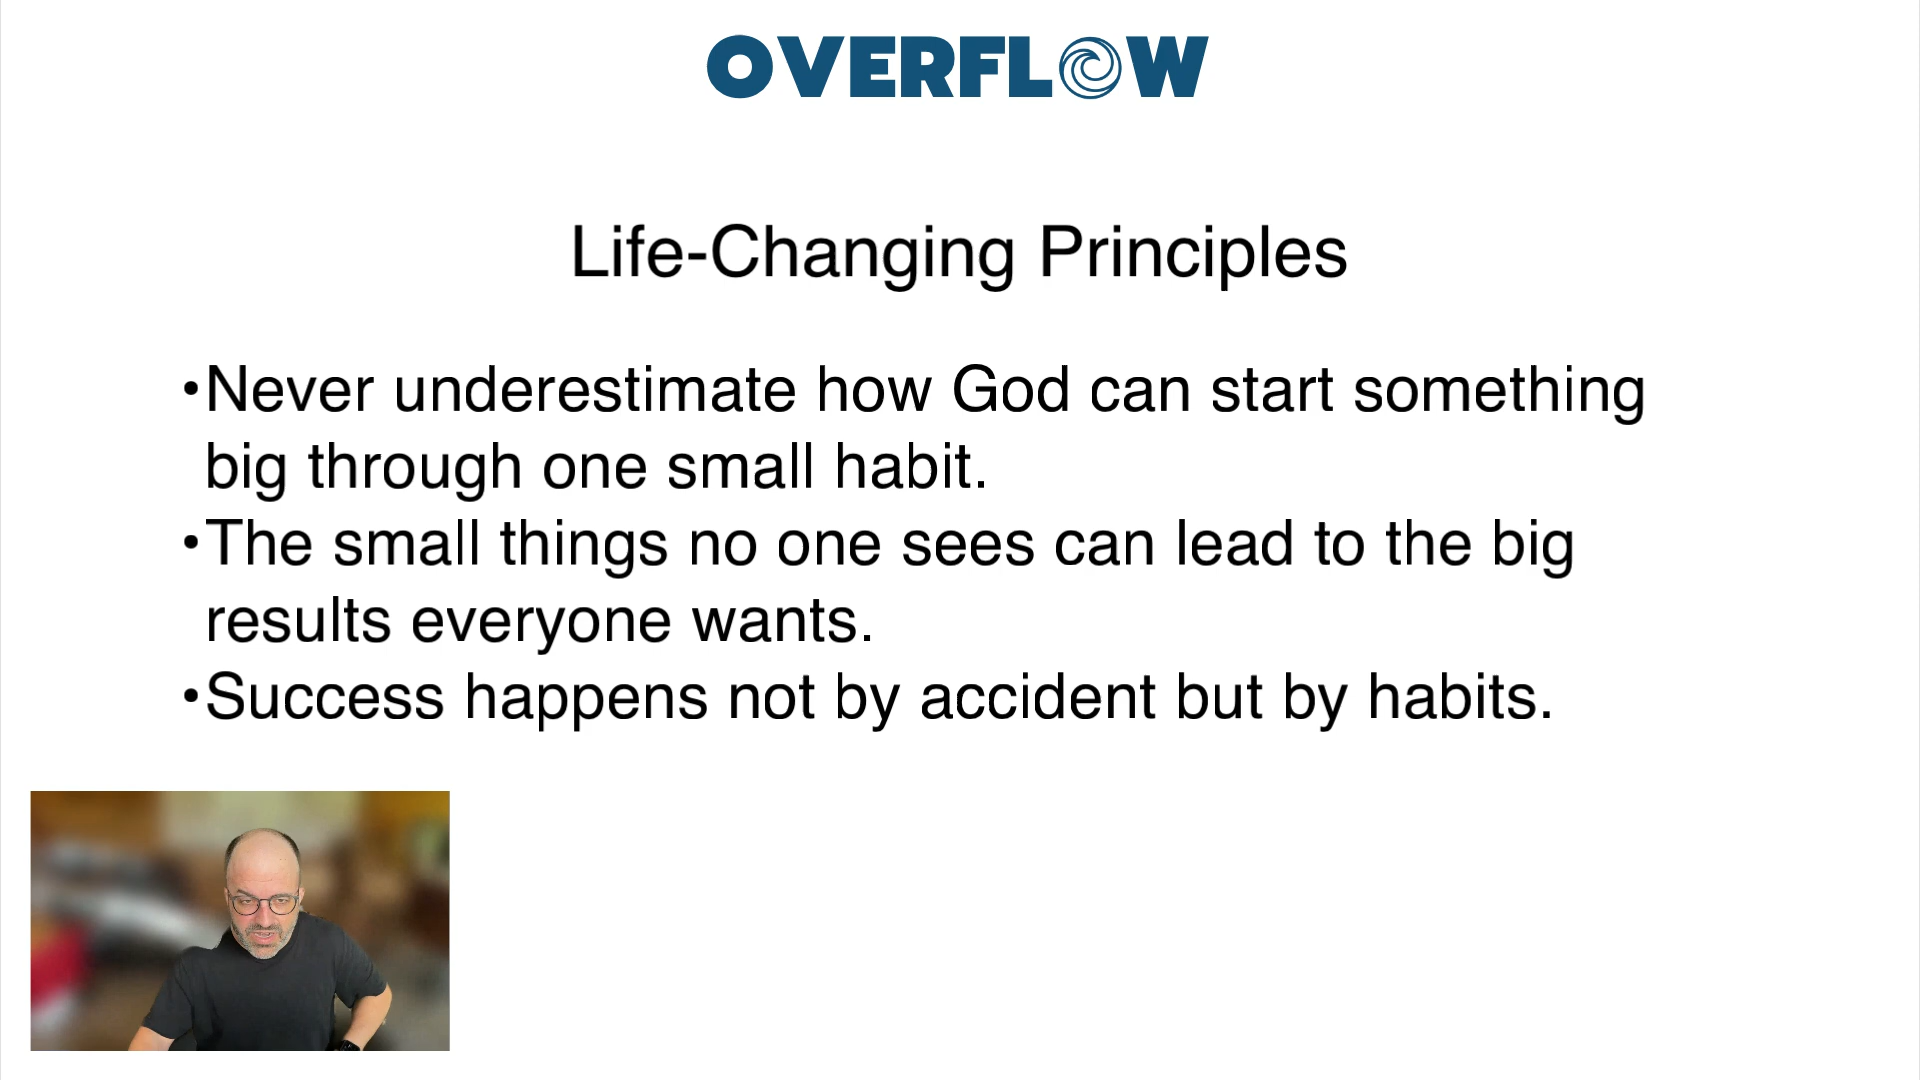 OVERFLOW
Life-Changing Principles
•Never underestimate how God can start something
big through one small habit.
•The small things no one sees can lead to the big
results everyone wants.
•Success happens not by accident but by habits.